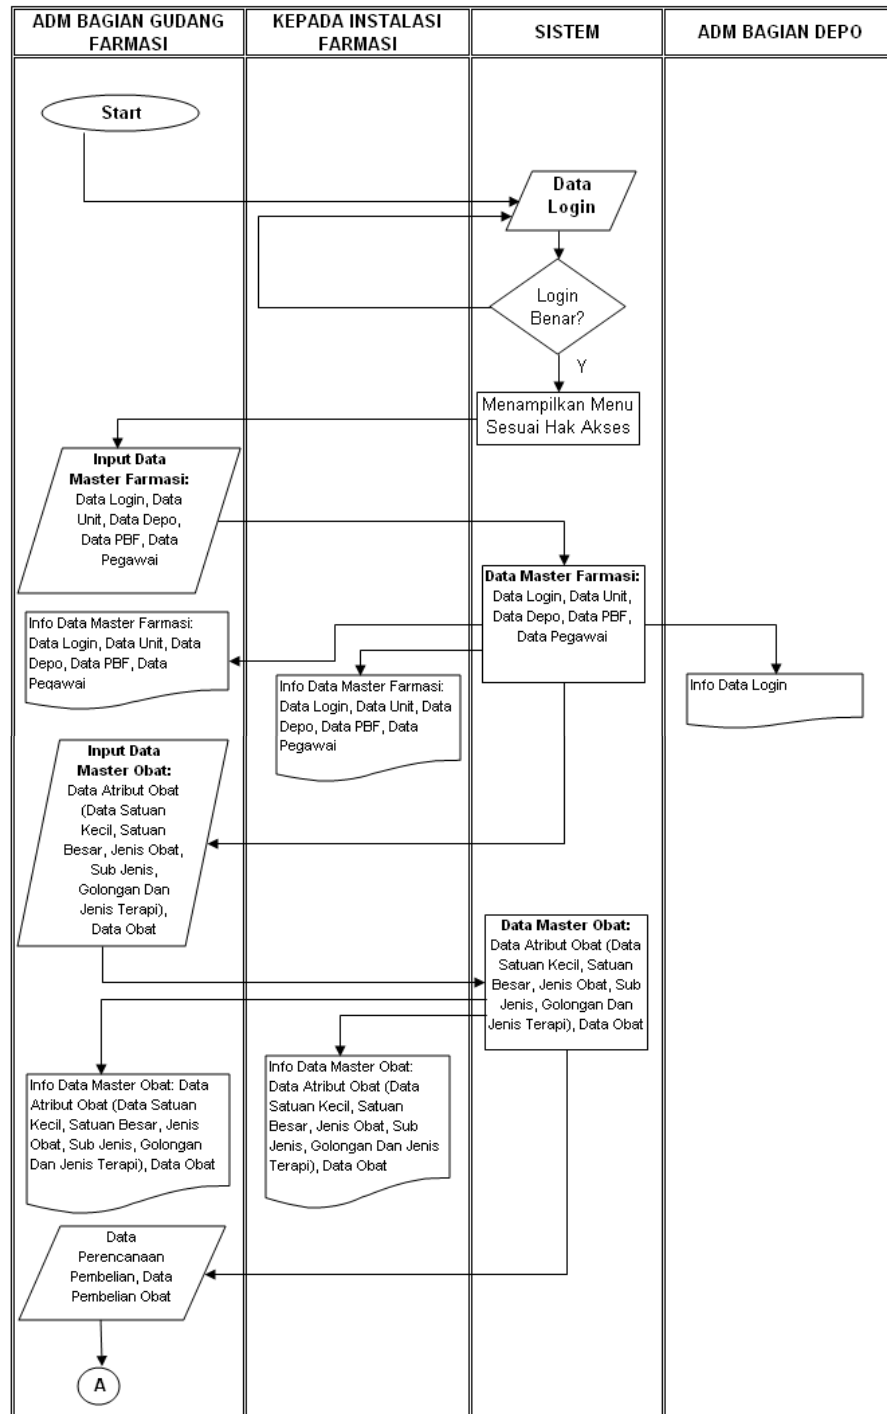 ADM BAGIAN GUDANG
FARMASI
KEPADA INSTALASI
FARMASI
SISTEM
ADM BAGIAN DEPO
Start
Data
Login
Login
Benar?
Y
Menampilkan Menu
Sesuai Hak Akses
Input Data
Master Farmasi:
Data Login, Data
Unit, Data Depo,
Data PBF, Data
Pegawai
Data Master Farmasi:
Data Login, Data Unit,
Data Depo, Data PBF,
Data Pegawai
Info Data Master Farmasi:
Data Login, Data Unit, Data
Depo, Data PBF, Data
Pegawai
Info Data Master Farmasi:
Data Login, Data Unit, Data
Depo, Data PBF, Data
Pegawai
Info Data Login
Input Data
Master Obat:
Data Atribut Obat
(Data Satuan
Kecil, Satuan
Besar, Jenis Obat,
Sub Jenis,
Golongan Dan
Jenis Terapi),
Data Obat
Data Master Obat:
Data Atribut Obat (Data
Satuan Kecil, Satuan
Besar, Jenis Obat, Sub
Jenis, Golongan Dan
Jenis Terapi), Data Obat
Info Data Master Obat: Data
Atribut Obat (Data Satuan
Kecil, Satuan Besar, Jenis
Obat, Sub Jenis, Golongan
Dan Jenis Terapi), Data Obat
Info Data Master Obat:
Data Atribut Obat (Data
Satuan Kecil, Satuan
Besar, Jenis Obat, Sub
Jenis, Golongan Dan Jenis
Terapi), Data Obat
Data
Perencanaan
Pembelian, Data
Pembelian Obat
A